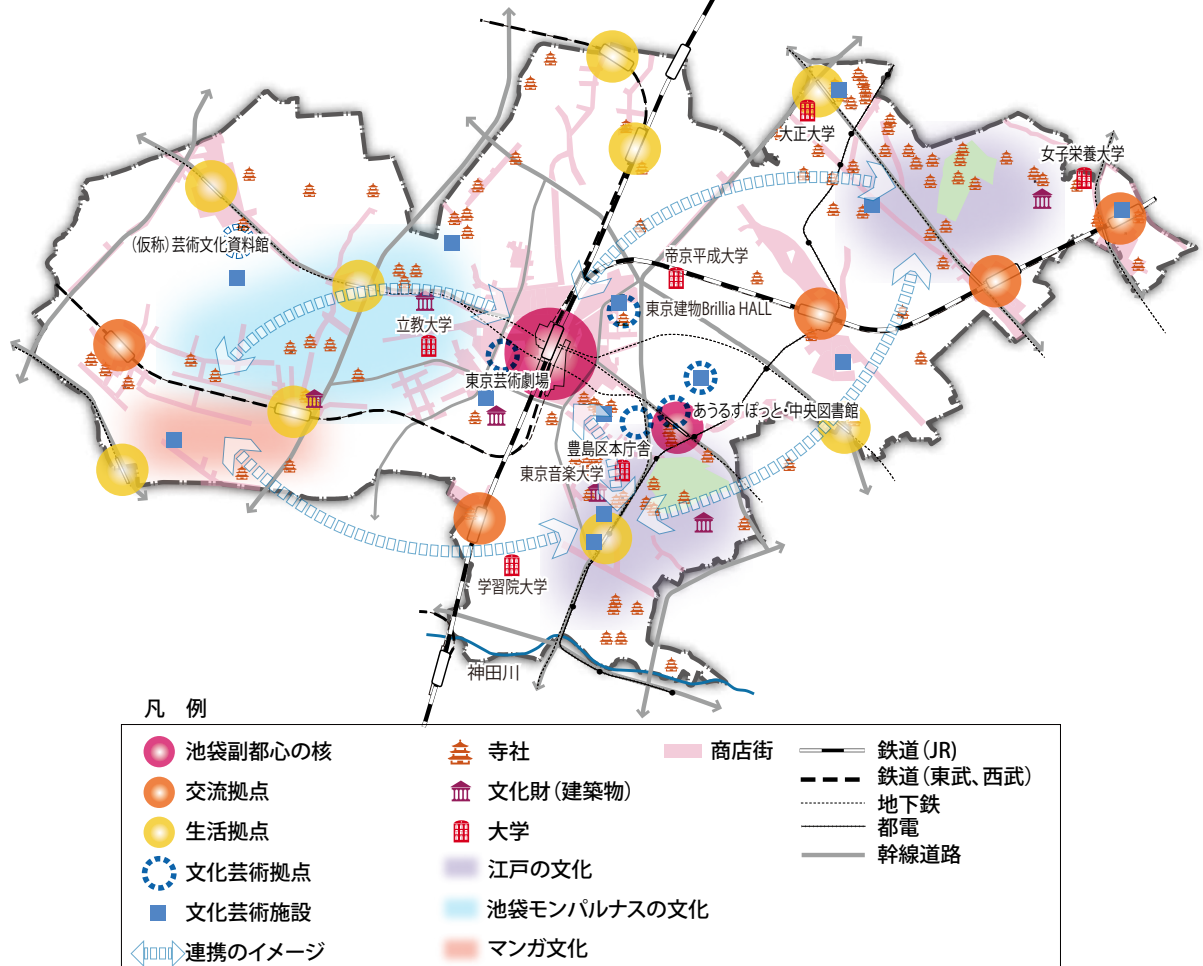 大正大学
女子栄養大学
(仮称)芸術文化資料館
帝京平成大学
東京建物Brillia HALL
立教大学
東京芸術劇場
あうるすぽっと・中央図書館
豊島区本庁舎
東京音楽大学
学習院大学
神田川
凡 例
池袋副都心の核
交流拠点
生活拠点
文化芸術拠点
文化芸術施設
連携のイメージ
寺社
文化財(建築物)
大学
江戸の文化
池袋モンパルナスの文化
マンガ文化
商店街
鉄道(JR)
鉄道(東武、西武)
地下鉄
都電
幹線道路